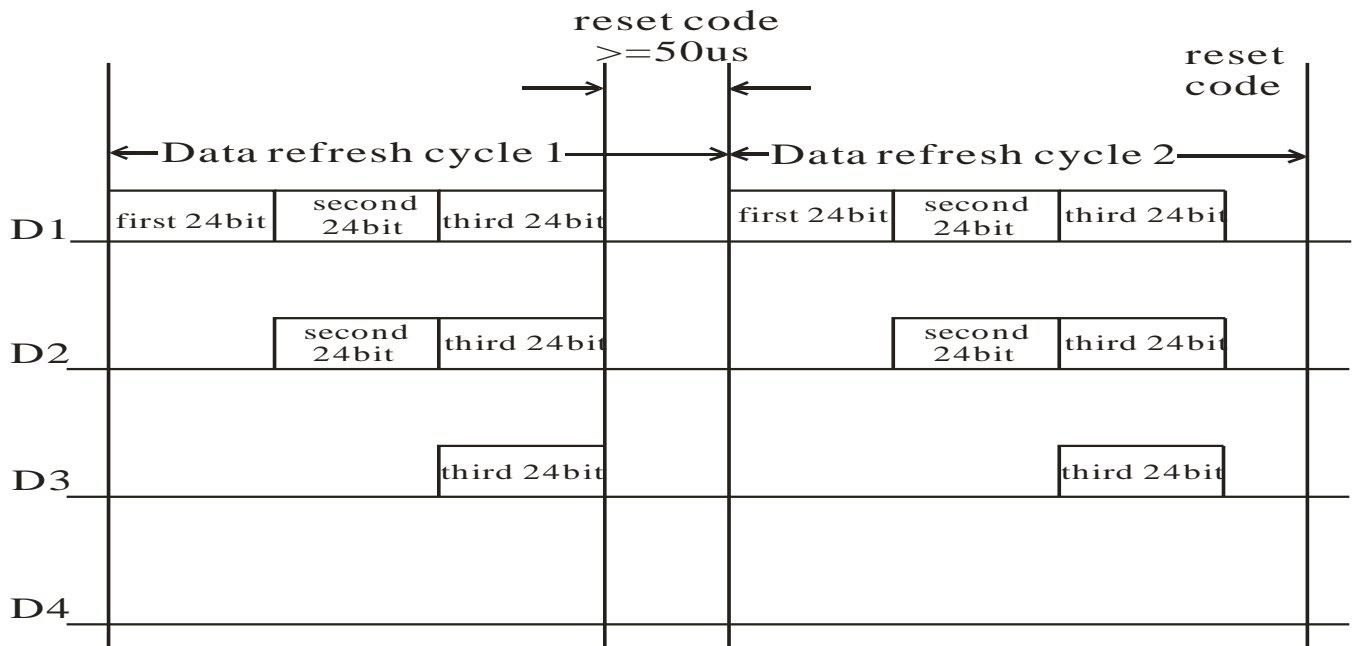 reset code
>=50us
reset
code
Data refresh cycle 1
Data refresh cycle 2
D1
first 24bit
second
24bit
third 24bit
first 24bit
second
24bit
third 24bit
D2
second
24bit
third 24bit
second
24bit
third 24bit
D3
third 24bit
third 24bit
D4